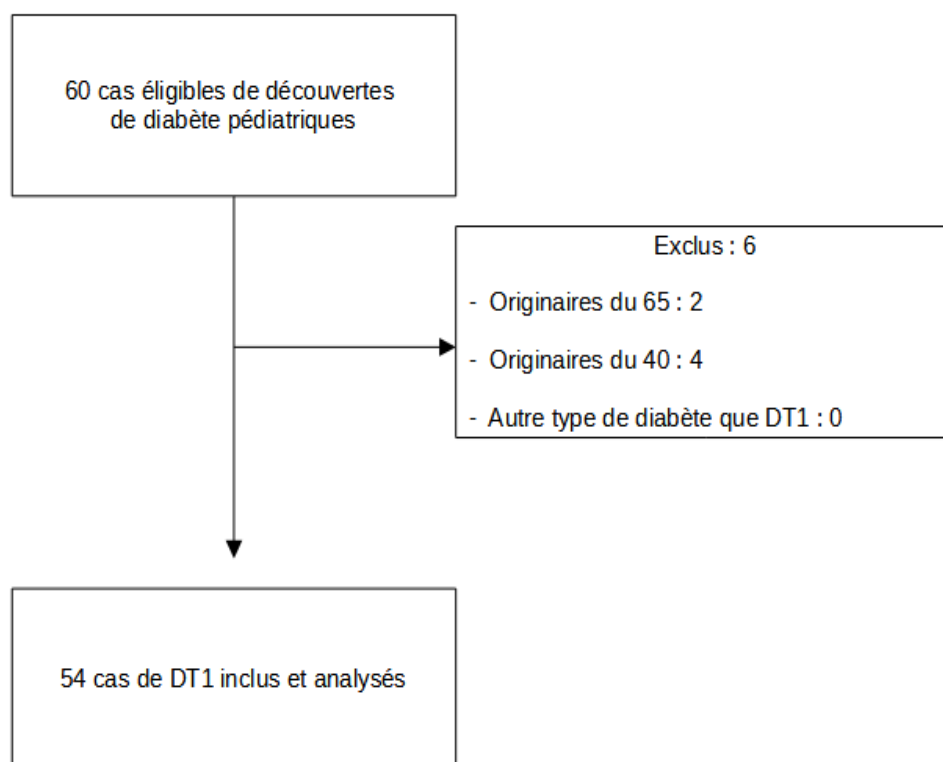 60 cas éligibles de découvertes
de diabète pédiatriques
Exclus : 6
- Originaires du 65 : 2
- Originaires du 40 : 4
- Autre type de diabète que DT1 : 0
54 cas de DT1 inclus et analysés